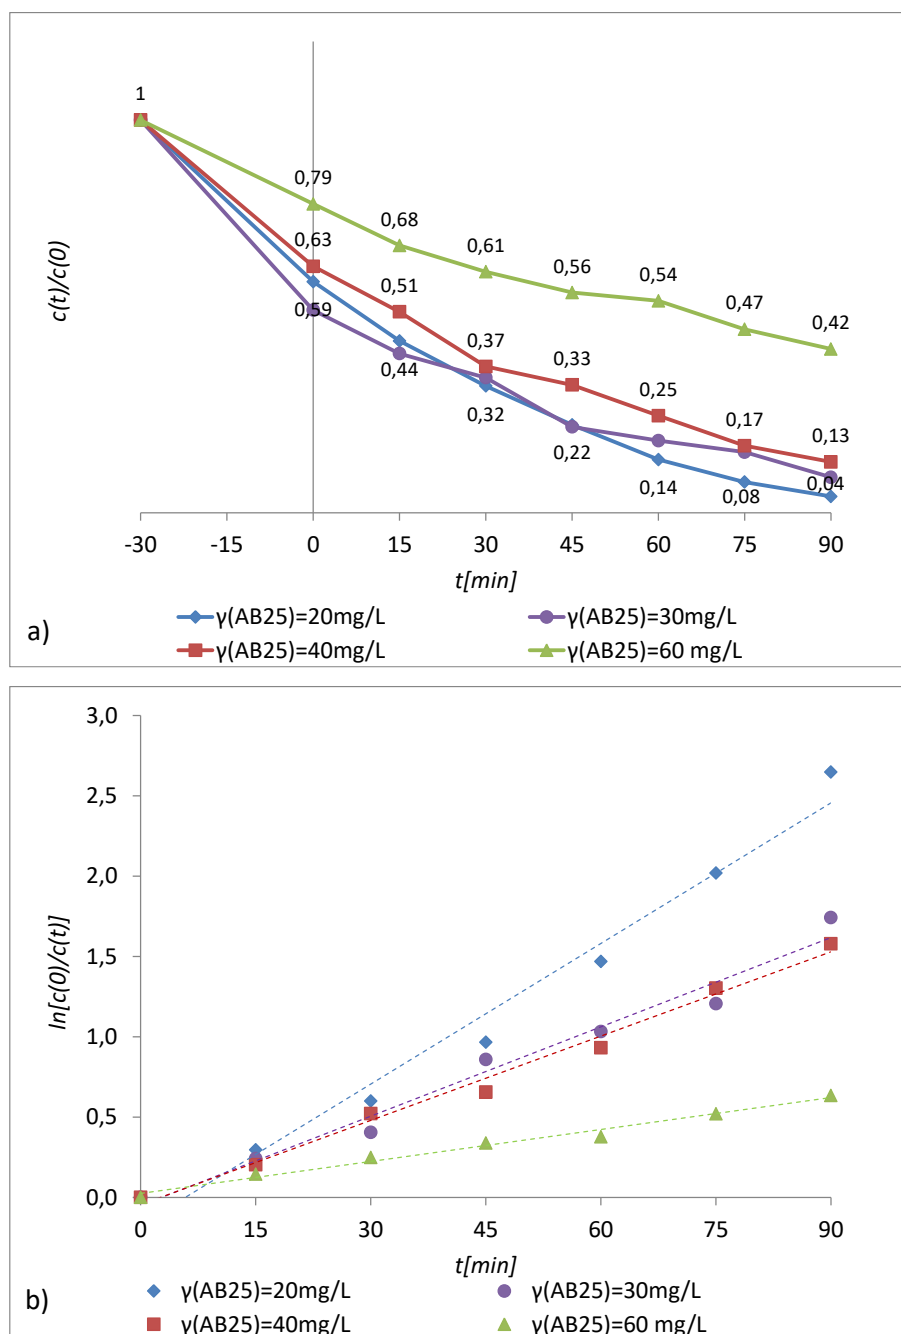 c(t)/c(0)
1
0,79
0,68
0,61
0,56
0,54
0,47
0,42
0,63
0,51
0,37
0,33
0,25
0,17
0,13
0,59
0,44
0,32
0,22
0,14
0,08
0,04
-30 -15 0 15 30 45 60 75 90
t[min]
γ(AB25)=20mg/L γ(AB25)=30mg/L
γ(AB25)=40mg/L γ(AB25)=60 mg/L
a)
ln[c(0)/c(t)]
3,0
2,5
2,0
1,5
1,0
0,5
0,0
0 15 30 45 60 75 90
t[min]
γ(AB25)=20mg/L γ(AB25)=30mg/L
γ(AB25)=40mg/L γ(AB25)=60 mg/L
b)